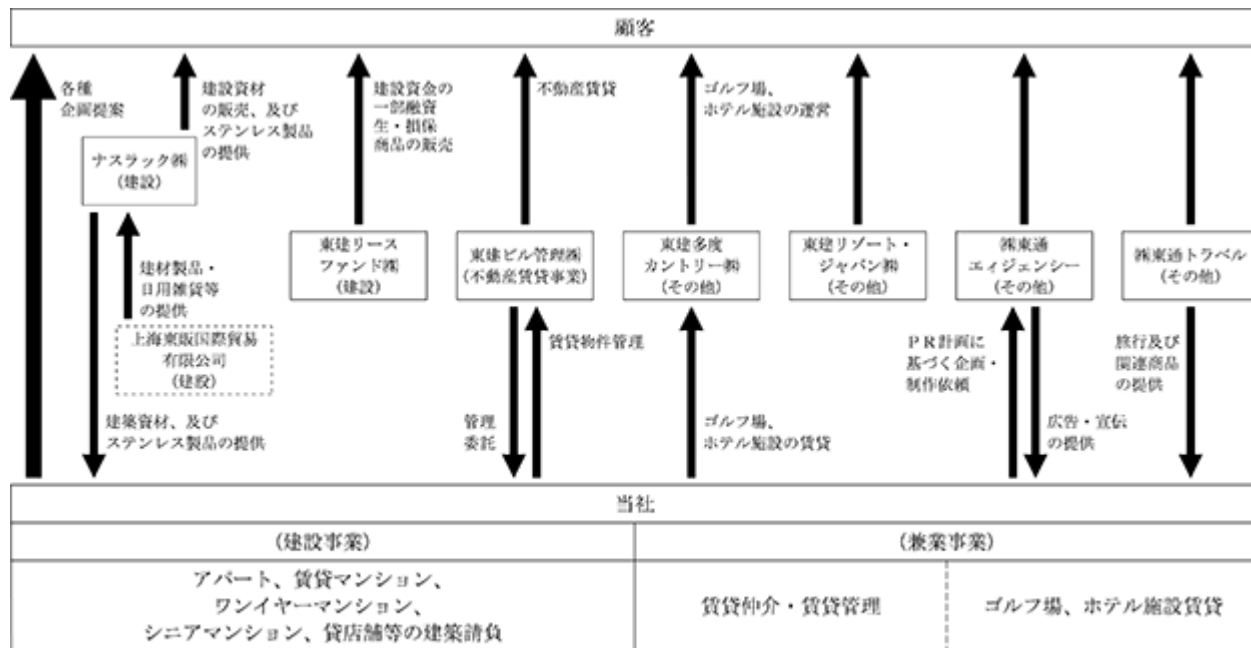 顧客
各種
企画提案
建設資材
の販売、及び
ステンレス製品
の提供
建設資金の
一部融資
生・損保
商品の販売
不動産賃貸
ゴルフ場、
ホテル施設の運営
ナスラック㈱
(建設)
東建リース
ファンド㈱
(建設)
東建ビル管理㈱
(不動産賃貸事業)
東建多度
カントリー㈱
(その他)
東建リゾート・
ジャパン㈱
(その他)
㈱東通
エィジェンシー
(その他)
㈱東通トラベル
(その他)
建材製品・
日用雑貨等
の提供
上海東販国際貿易
有限公司
(建設)
建築資材、及び
ステンレス製品の提供
賃貸物件管理
管理
委託
ゴルフ場、
ホテル施設の賃貸
PR計画に
基づく企画・
制作依頼
広告・宣伝
の提供
旅行及び
関連商品
の提供
当社
(建設事業)
(兼業事業)
アパート、賃貸マンション、
ワンイヤーマンション、
シニアマンション、貸店舗等の建築請負
賃貸仲介・賃貸管理
ゴルフ場、ホテル施設賃貸